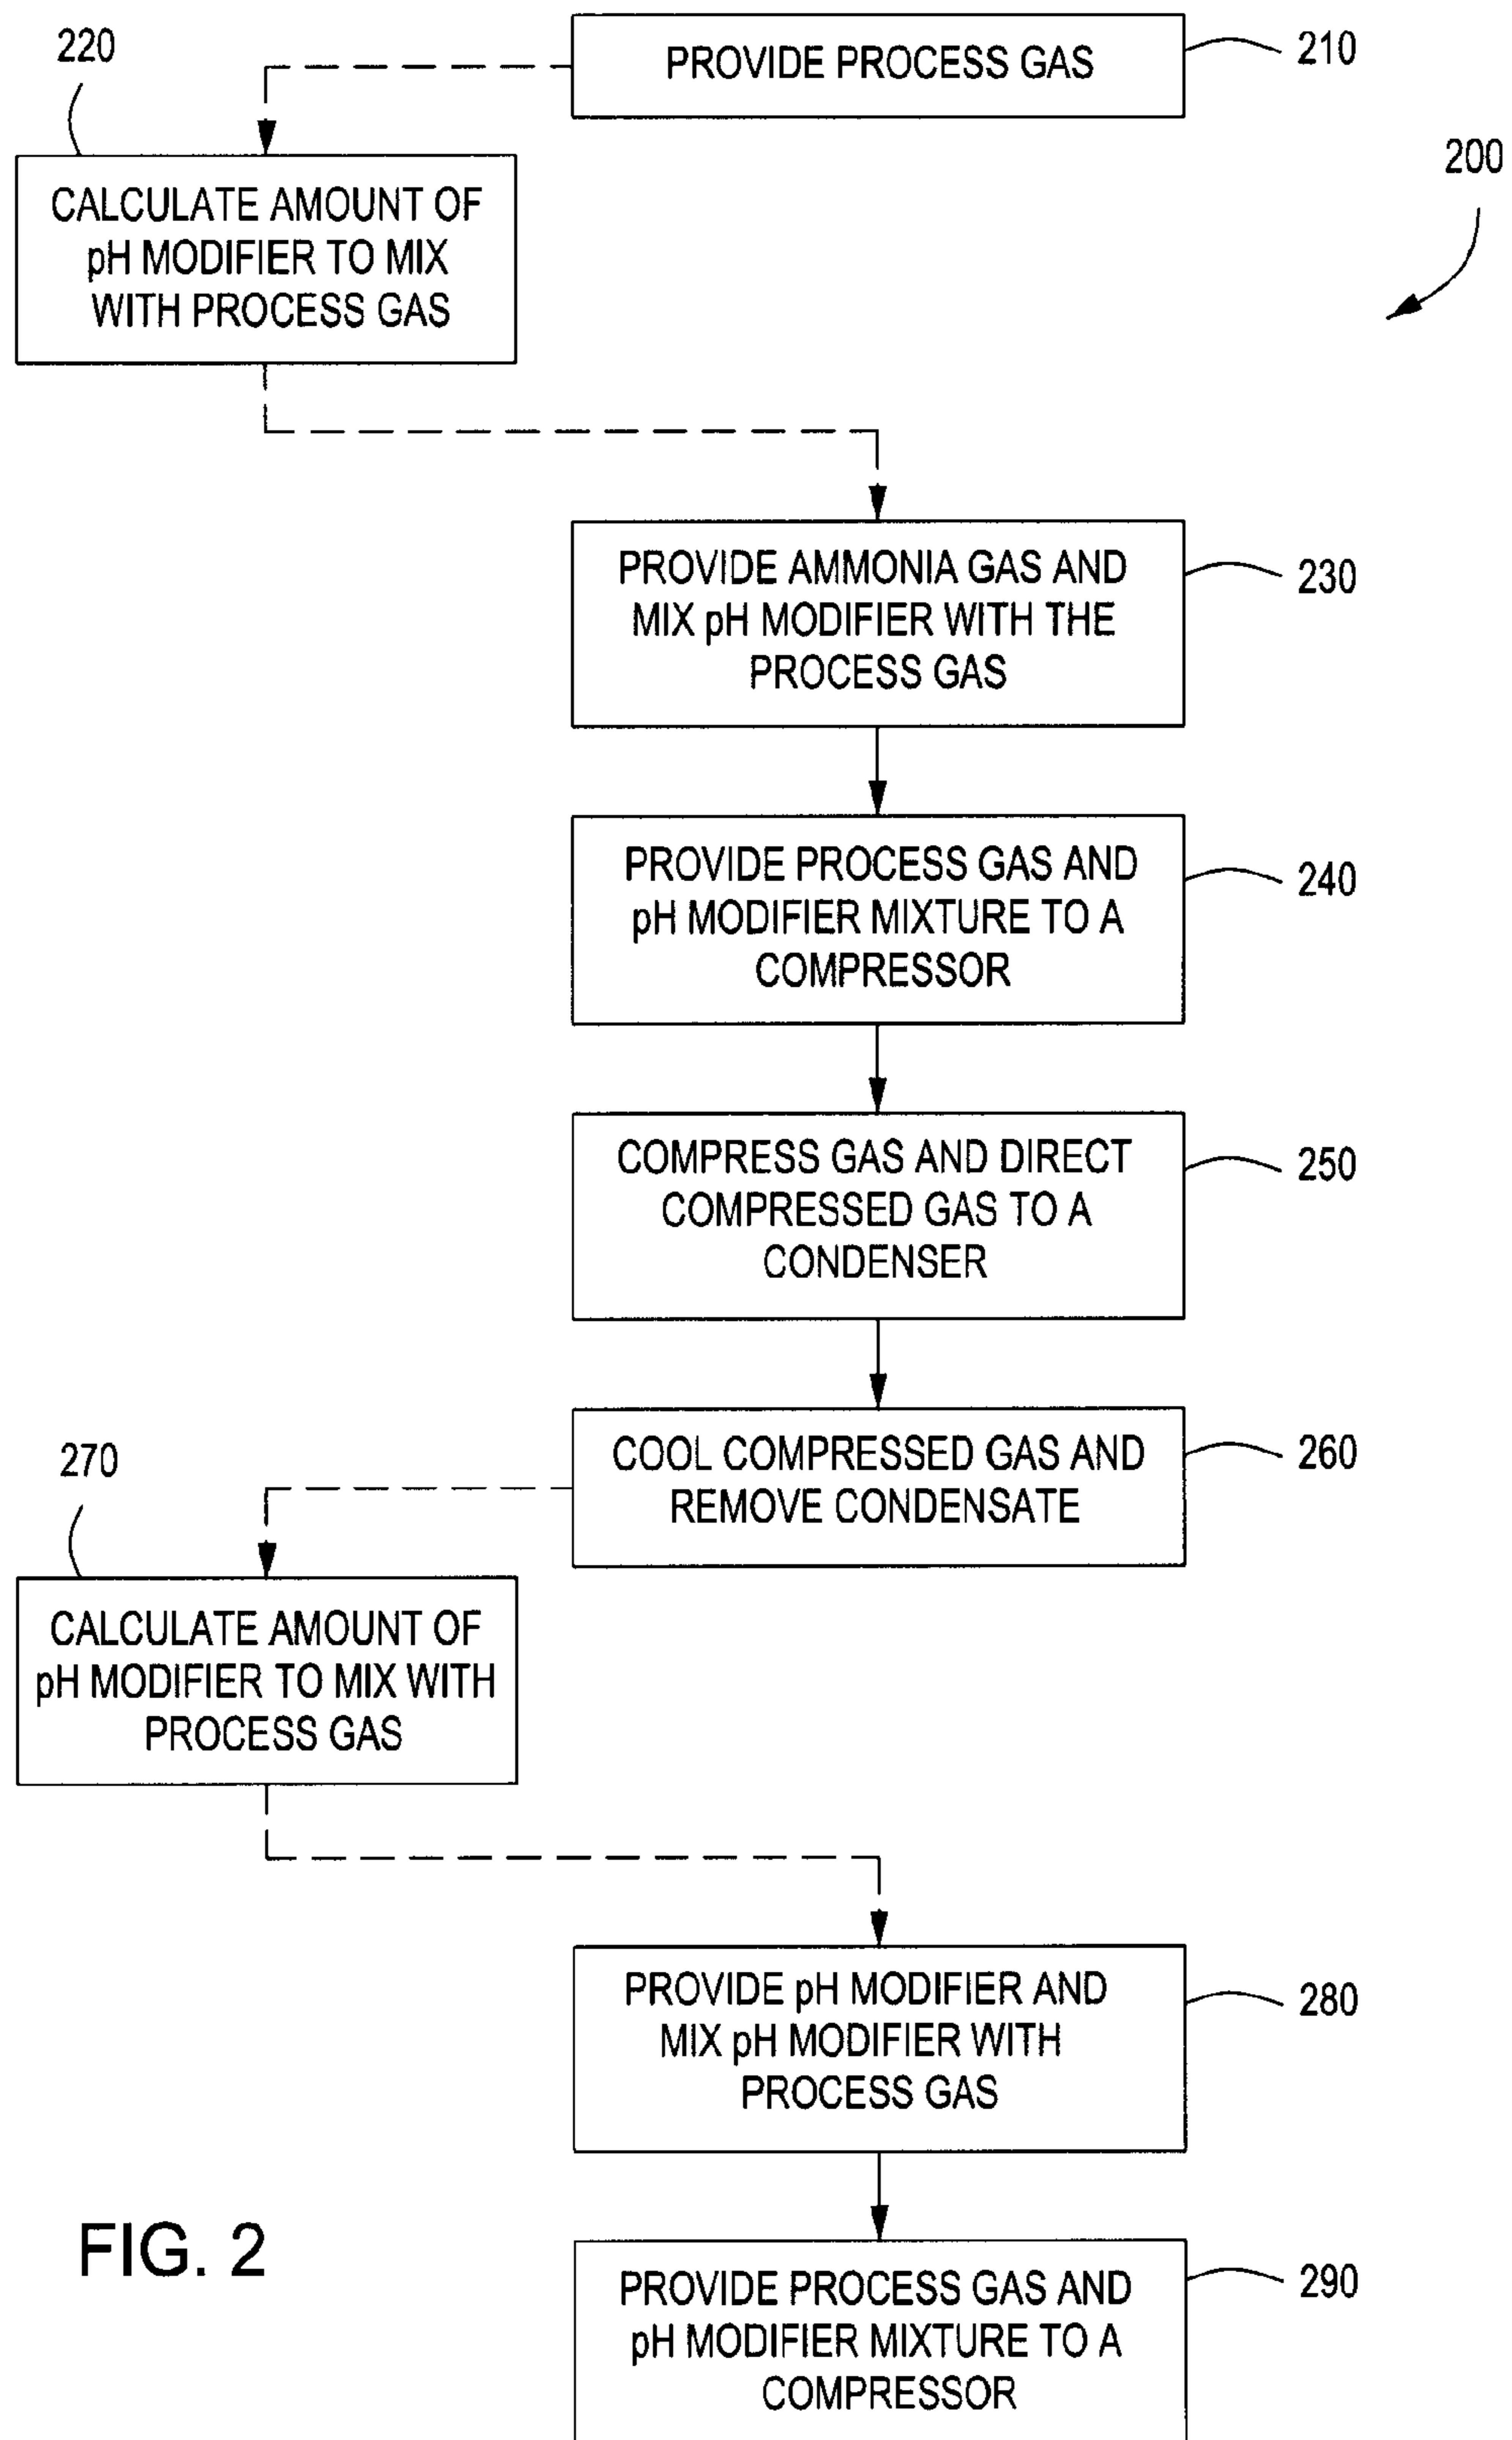 220
PROVIDE PROCESS GAS
210
200
CALCULATE AMOUNT OF
pH MODIFIER TO MIX
WITH PROCESS GAS
PROVIDE AMMONIA GAS AND
MIX pH MODIFIER WITH THE
PROCESS GAS
230
PROVIDE PROCESS GAS AND
pH MODIFIER MIXTURE TO A
COMPRESSOR
240
COMPRESS GAS AND DIRECT
COMPRESSED GAS TO A
CONDENSER
250
COOL COMPRESSED GAS AND
REMOVE CONDENSATE
260
270
CALCULATE AMOUNT OF
pH MODIFIER TO MIX WITH
PROCESS GAS
PROVIDE pH MODIFIER AND
MIX pH MODIFIER WITH
PROCESS GAS
280
FIG. 2
PROVIDE PROCESS GAS AND
pH MODIFIER MIXTURE TO A
COMPRESSOR
290